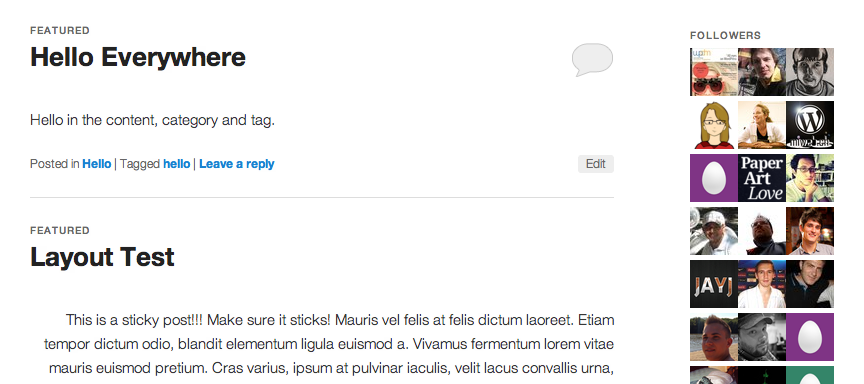 FEATURED
Hello Everywhere
Hello in the content, category and tag.
Posted in Hello | Tagged hello | Leave a reply
Edit
FEATURED
Layout Test
This is a sticky post!!! Make sure it sticks! Mauris vel felis at felis dictum laoreet. Etiam
tempor dictum odio, blandit elementum ligula euismod a. Vivamus fermentum lorem vitae
mauris euismod pretium. Cras varius, ipsum at pulvinar iaculis, velit lacus convallis urna,
FOLLOWERS
Paper
Art
Love
JAYJ